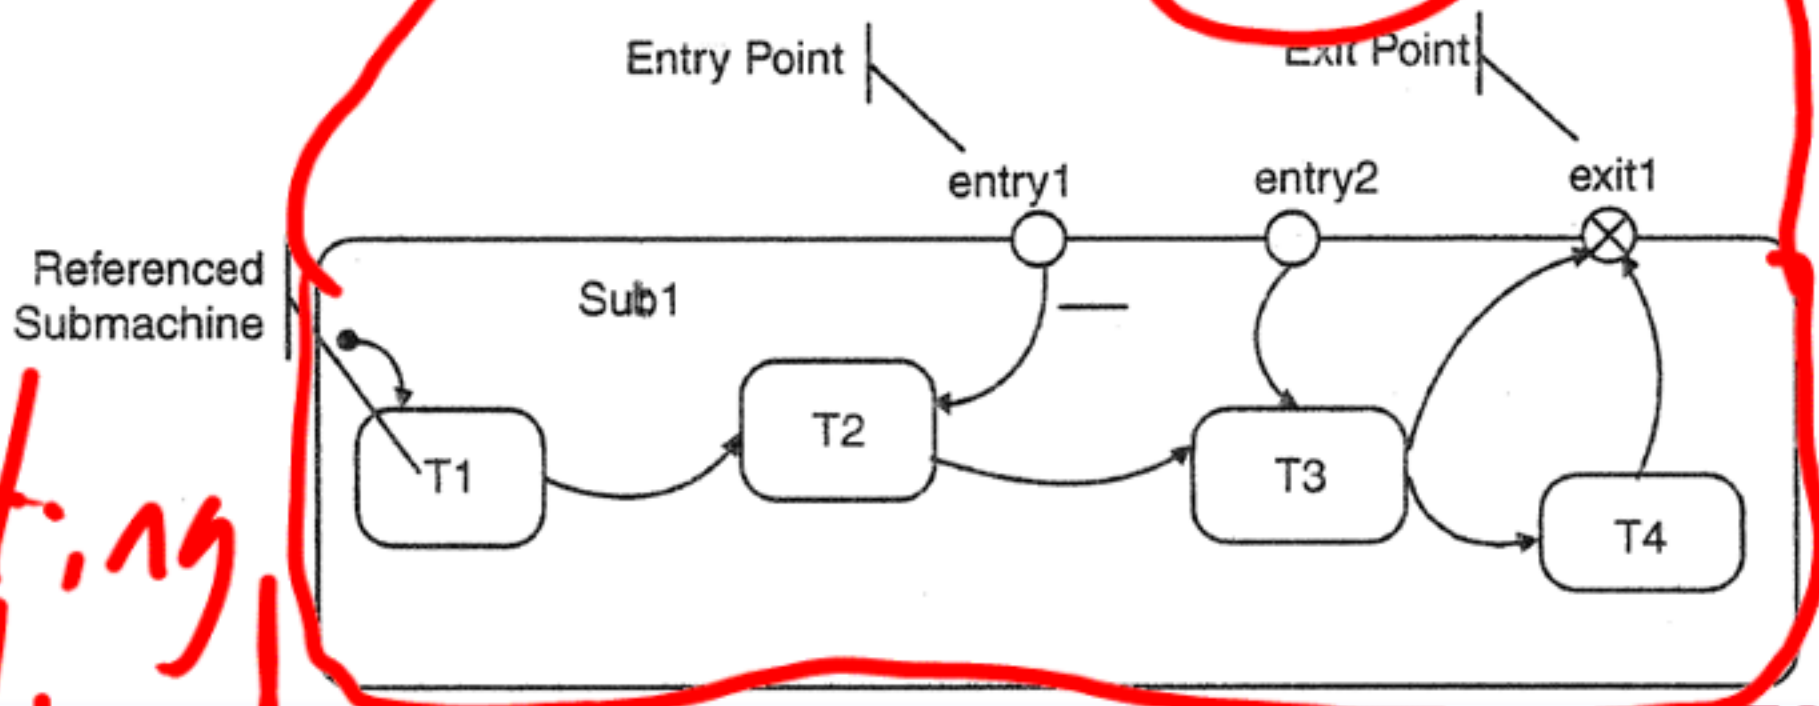 Entry Point
Exit Point
entry1
entry2
exit1
Referenced
Submachine
Sub1
T1
T2
T3
T4